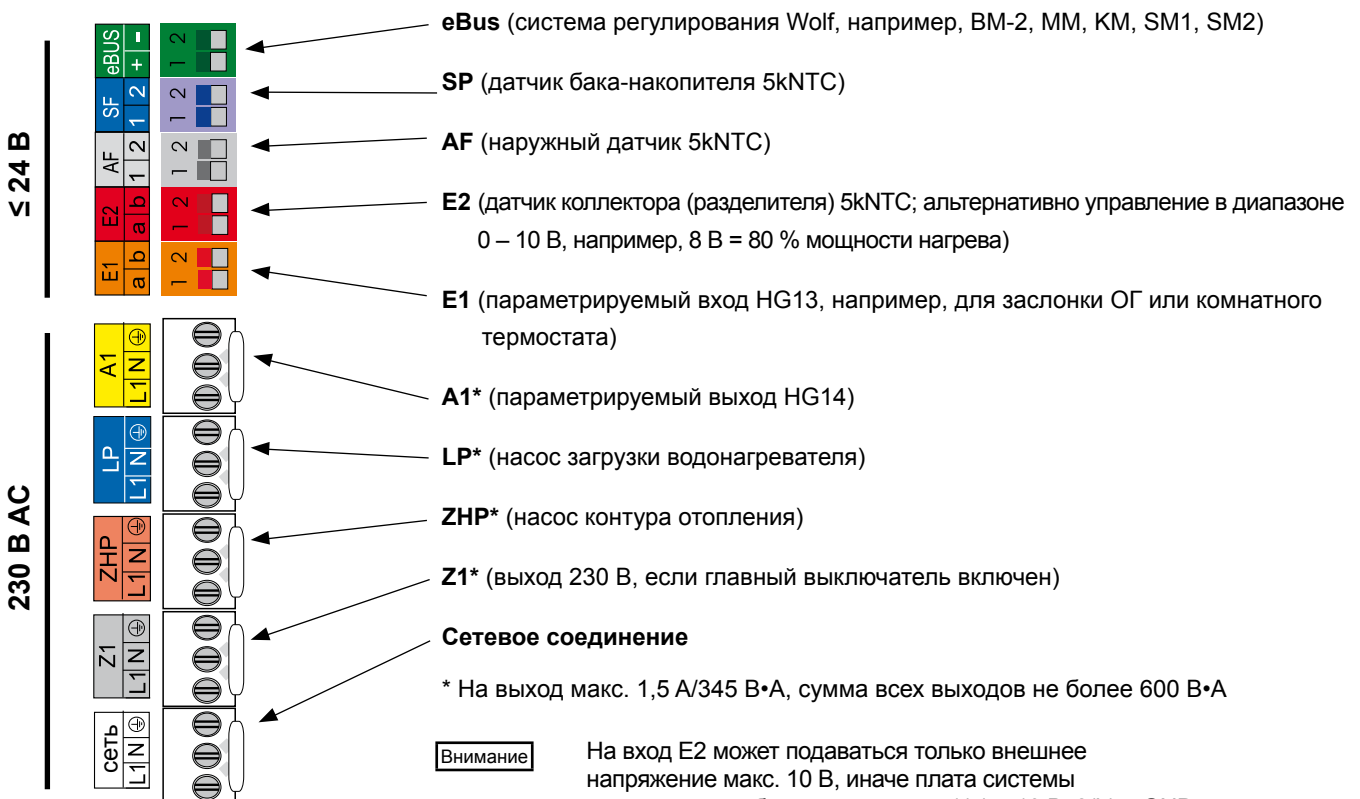 ≤ 24 В
230 В AC
eBUS
+ -
1 2
SF
1 2
1 2
AF
1 2
1 2
E2
a b
1 2
E1
a b
1 2
A1
L1 N
LP
L1 N
ZHP
L1 N
Z1
L1 N
сеть
L1 N
eBus (система регулирования Wolf, например, BM-2, MM, KM, SM1, SM2)
SP (датчик бака-накопителя 5kNTC)
AF (наружный датчик 5kNTC)
E2 (датчик коллектора (разделителя) 5kNTC; альтернативно управление в диапазоне
0 – 10 В, например, 8 В = 80 % мощности нагрева)
E1 (параметрируемый вход HG13, например, для заслонки ОГ или комнатного
термостата)
A1* (параметрируемый выход HG14)
LP* (насос загрузки водонагревателя)
ZHP* (насос контура отопления)
Z1* (выход 230 В, если главный выключатель включен)
Сетевое соединение
* На выход макс. 1,5 A/345 В•А, сумма всех выходов не более 600 В•А
Внимание
На вход E2 может подаваться только внешнее
напряжение макс. 10 В, иначе плата системы